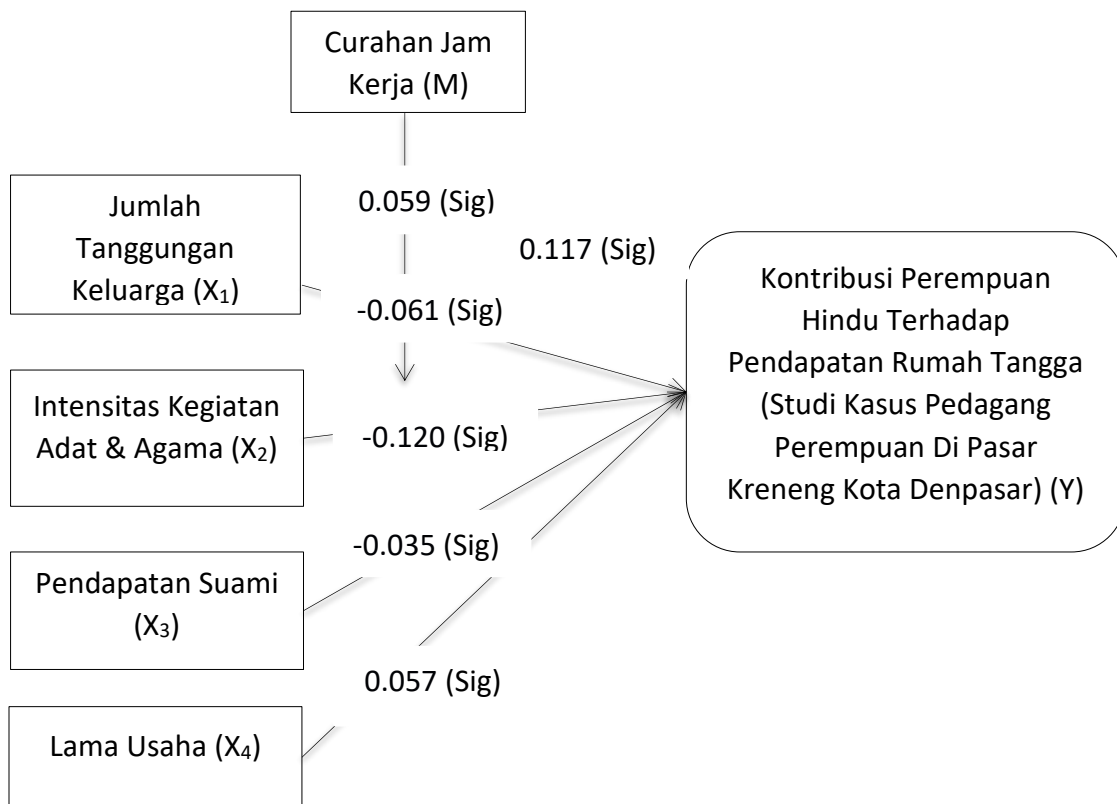 Curahan Jam
Kerja (M)
Jumlah
Tanggungan
Keluarga (X₁)
0.059 (Sig)
0.117 (Sig)
-0.061 (Sig)
Kontribusi Perempuan
Hindu Terhadap
Pendapatan Rumah Tangga
(Studi Kasus Pedagang
Perempuan Di Pasar
Kreneng Kota Denpasar) (Y)
Intensitas Kegiatan
Adat & Agama (X₂)
-0.120 (Sig)
Pendapatan Suami
(X₃)
-0.035 (Sig)
Lama Usaha (X₄)
0.057 (Sig)